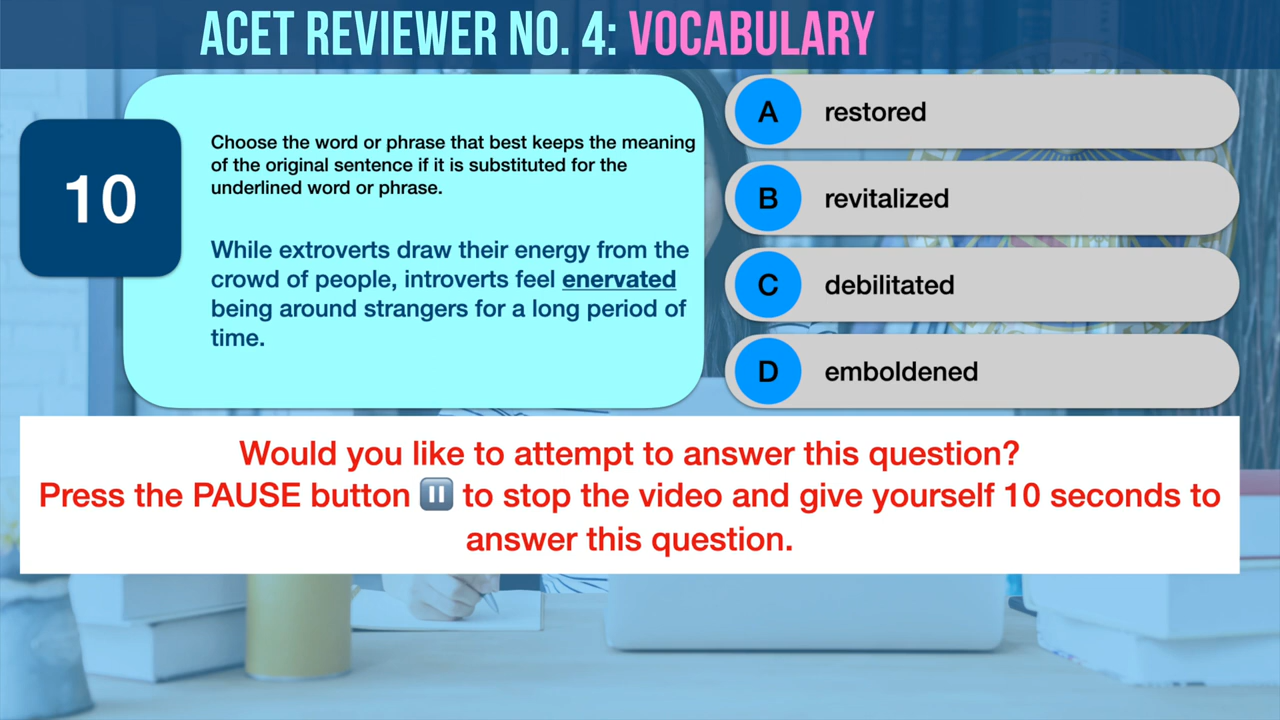 ACET REVIEWER NO. 4: VOCABULARY
10
Choose the word or phrase that best keeps the meaning
of the original sentence if it is substituted for the
underlined word or phrase.
While extroverts draw their energy from the
crowd of people, introverts feel enervated
being around strangers for a long period of
time.
A restored
B revitalized
C debilitated
D emboldened
Would you like to attempt to answer this question?
Press the PAUSE button ⏸️ to stop the video and give yourself 10 seconds to
answer this question.